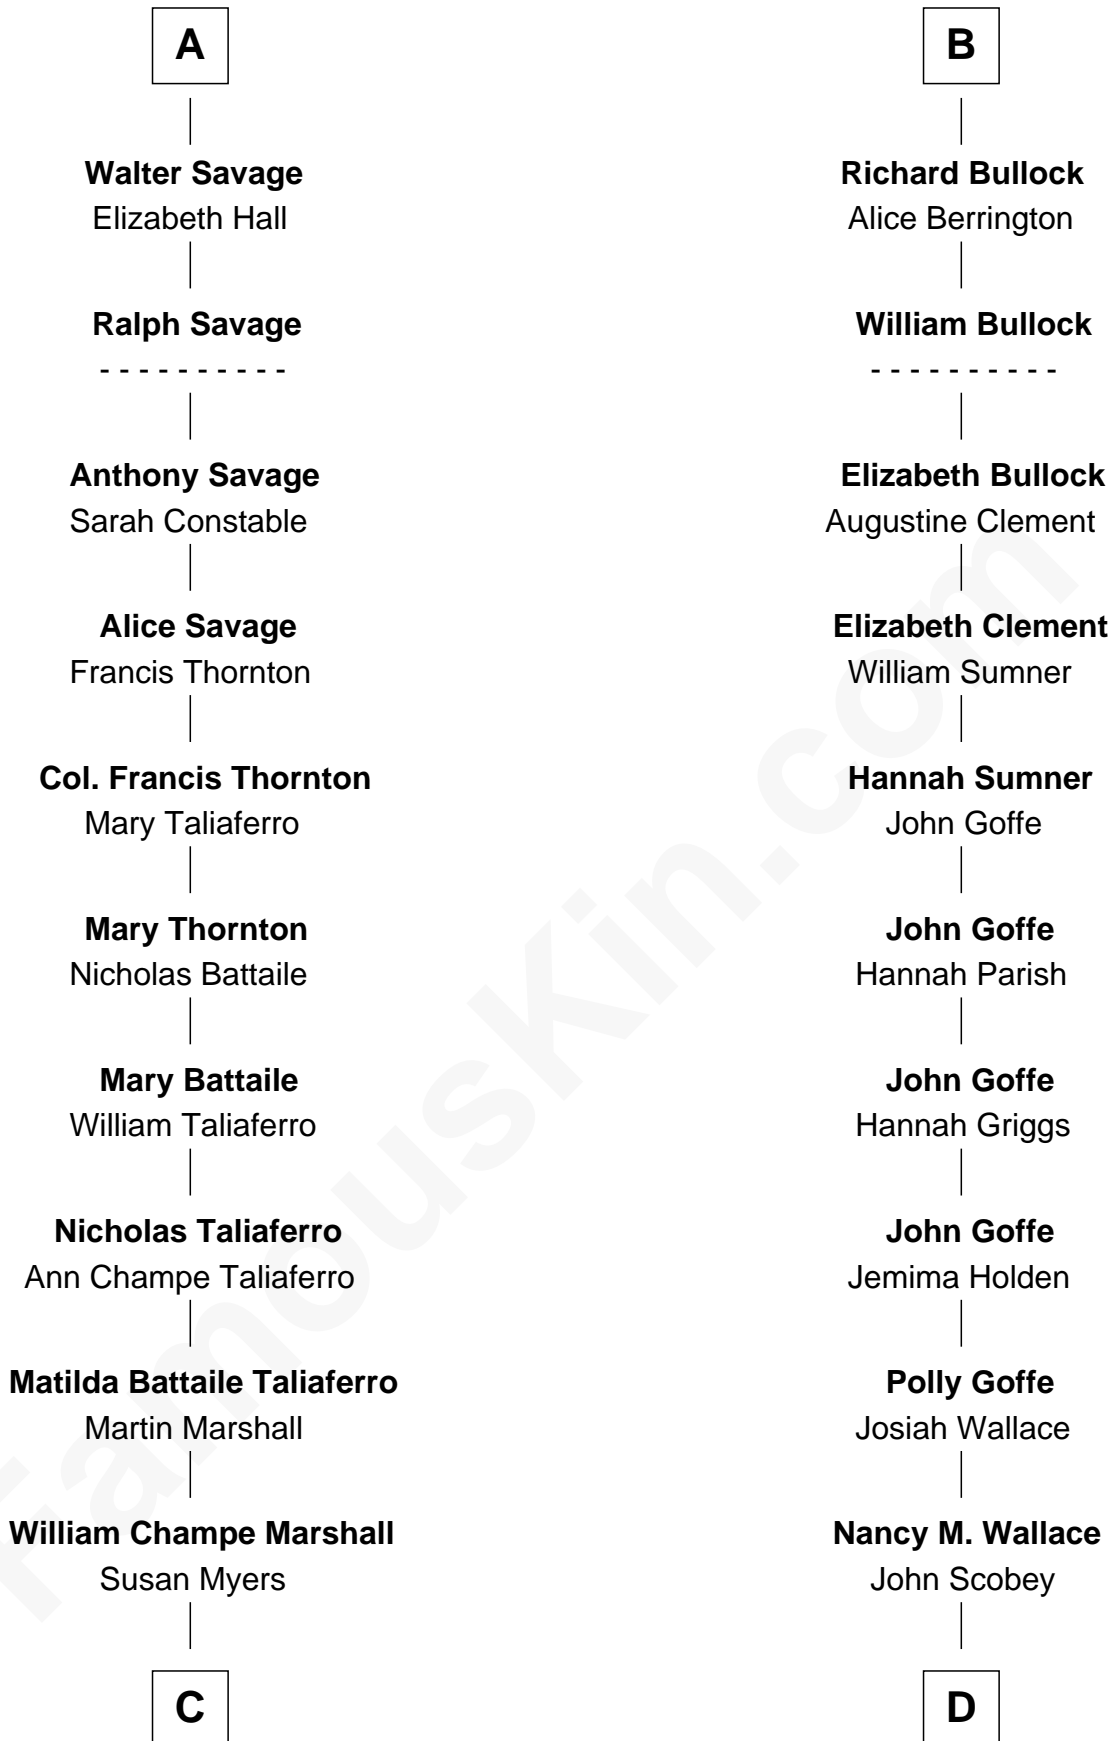 A
Walter Savage
Elizabeth Hall
Ralph Savage
- - - - - - - - - -
Anthony Savage
Sarah Constable
Alice Savage
Francis Thornton
Col. Francis Thornton
Mary Taliaferro
Mary Thornton
Nicholas Battaile
Mary Battaile
William Taliaferro
Nicholas Taliaferro
Ann Champe Taliaferro
Matilda Battaile Taliaferro
Martin Marshall
William Champe Marshall
Susan Myers
C
B
Richard Bullock
Alice Berrington
William Bullock
- - - - - - - - - -
Elizabeth Bullock
Augustine Clement
Elizabeth Clement
William Sumner
Hannah Sumner
John Goffe
John Goffe
Hannah Parish
John Goffe
Hannah Griggs
John Goffe
Jemima Holden
Polly Goffe
Josiah Wallace
Nancy M. Wallace
John Scobey
D
FamousKin.com